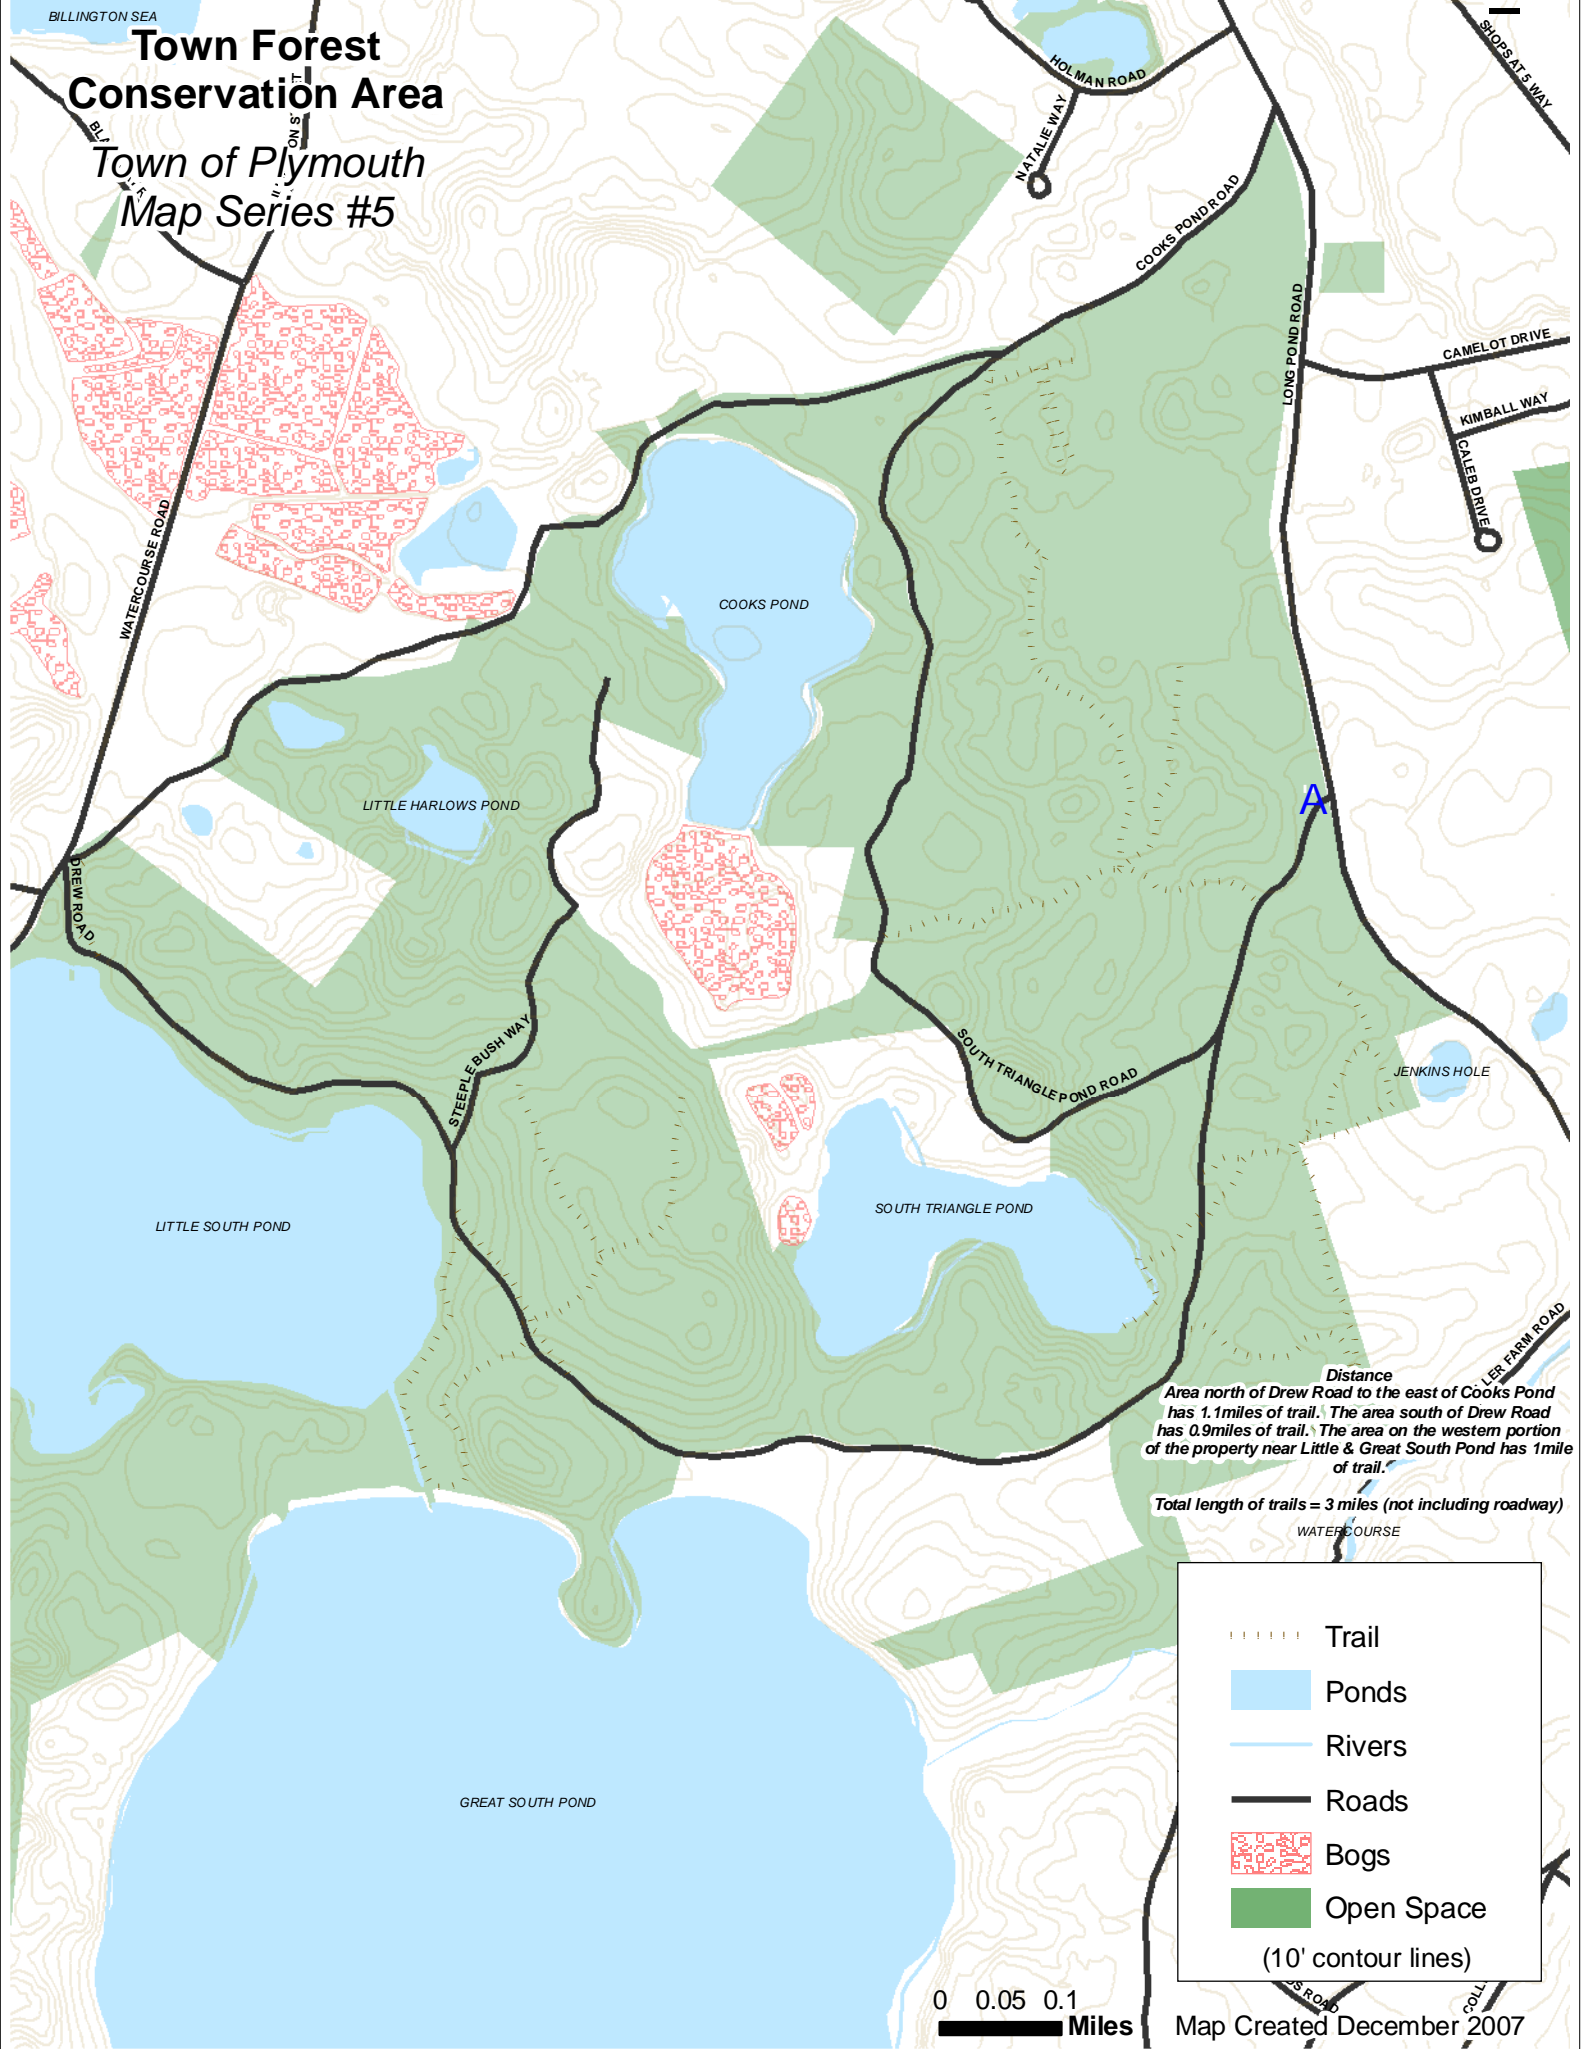 BILLINGTON SEA
Town Forest
Conservation Area
Town of Plymouth
Map Series #5
HOLMAN ROAD
NATALIE WAY
SHOPS AT 5 WAY
COOKS POND ROAD
LONG POND ROAD
CAMELOT DRIVE
KIMBALL WAY
CALEB DRIVE
WATERCOURSE ROAD
COOKS POND
LITTLE HARLOWS POND
A
DREW ROAD
STEEPLE BUSH WAY
SOUTH TRIANGLE POND ROAD
JENKINS HOLE
SOUTH TRIANGLE POND
LITTLE SOUTH POND
LER FARM ROAD
Distance
Area north of Drew Road to the east of Cooks Pond
has 1.1miles of trail. The area south of Drew Road
has 0.9miles of trail. The area on the western portion
of the property near Little & Great South Pond has 1mile
of trail.
Total length of trails = 3 miles (not including roadway)
WATERCOURSE
GREAT SOUTH POND
Trail
Ponds
Rivers
Roads
Bogs
Open Space
(10' contour lines)
ROAD
COLL
0 0.05 0.1
Miles
Map Created December 2007